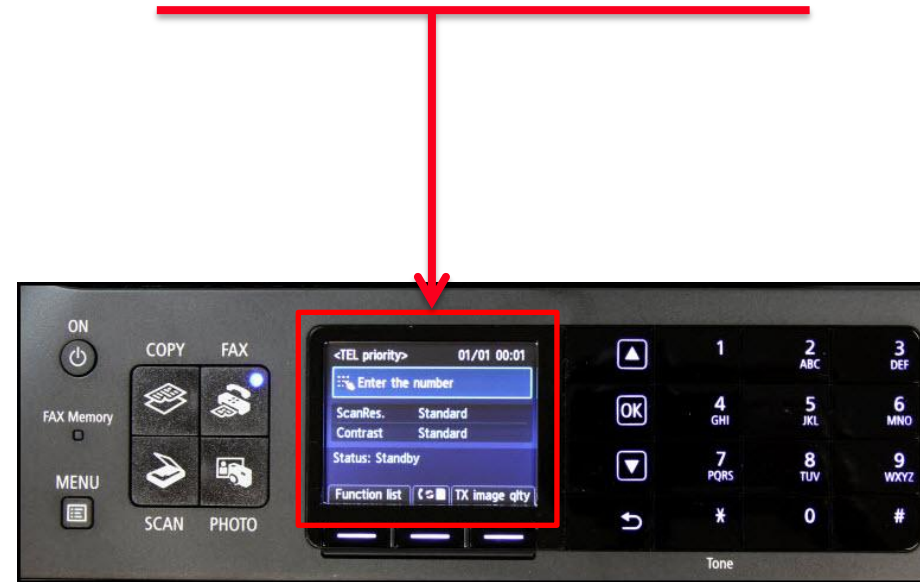 ON
COPY FAX
FAX Memory
MENU
SCAN PHOTO
<TEL priority> 01/01 00:01
Enter the number
ScanRes. Standard
Contrast Standard
Status: Standby
Function list TX image qlty
OK
1 2 ABC 3 DEF
4 GHI 5 JKL 6 MNO
7 PQRS 8 TUV 9 WXYZ
* 0 #
Tone